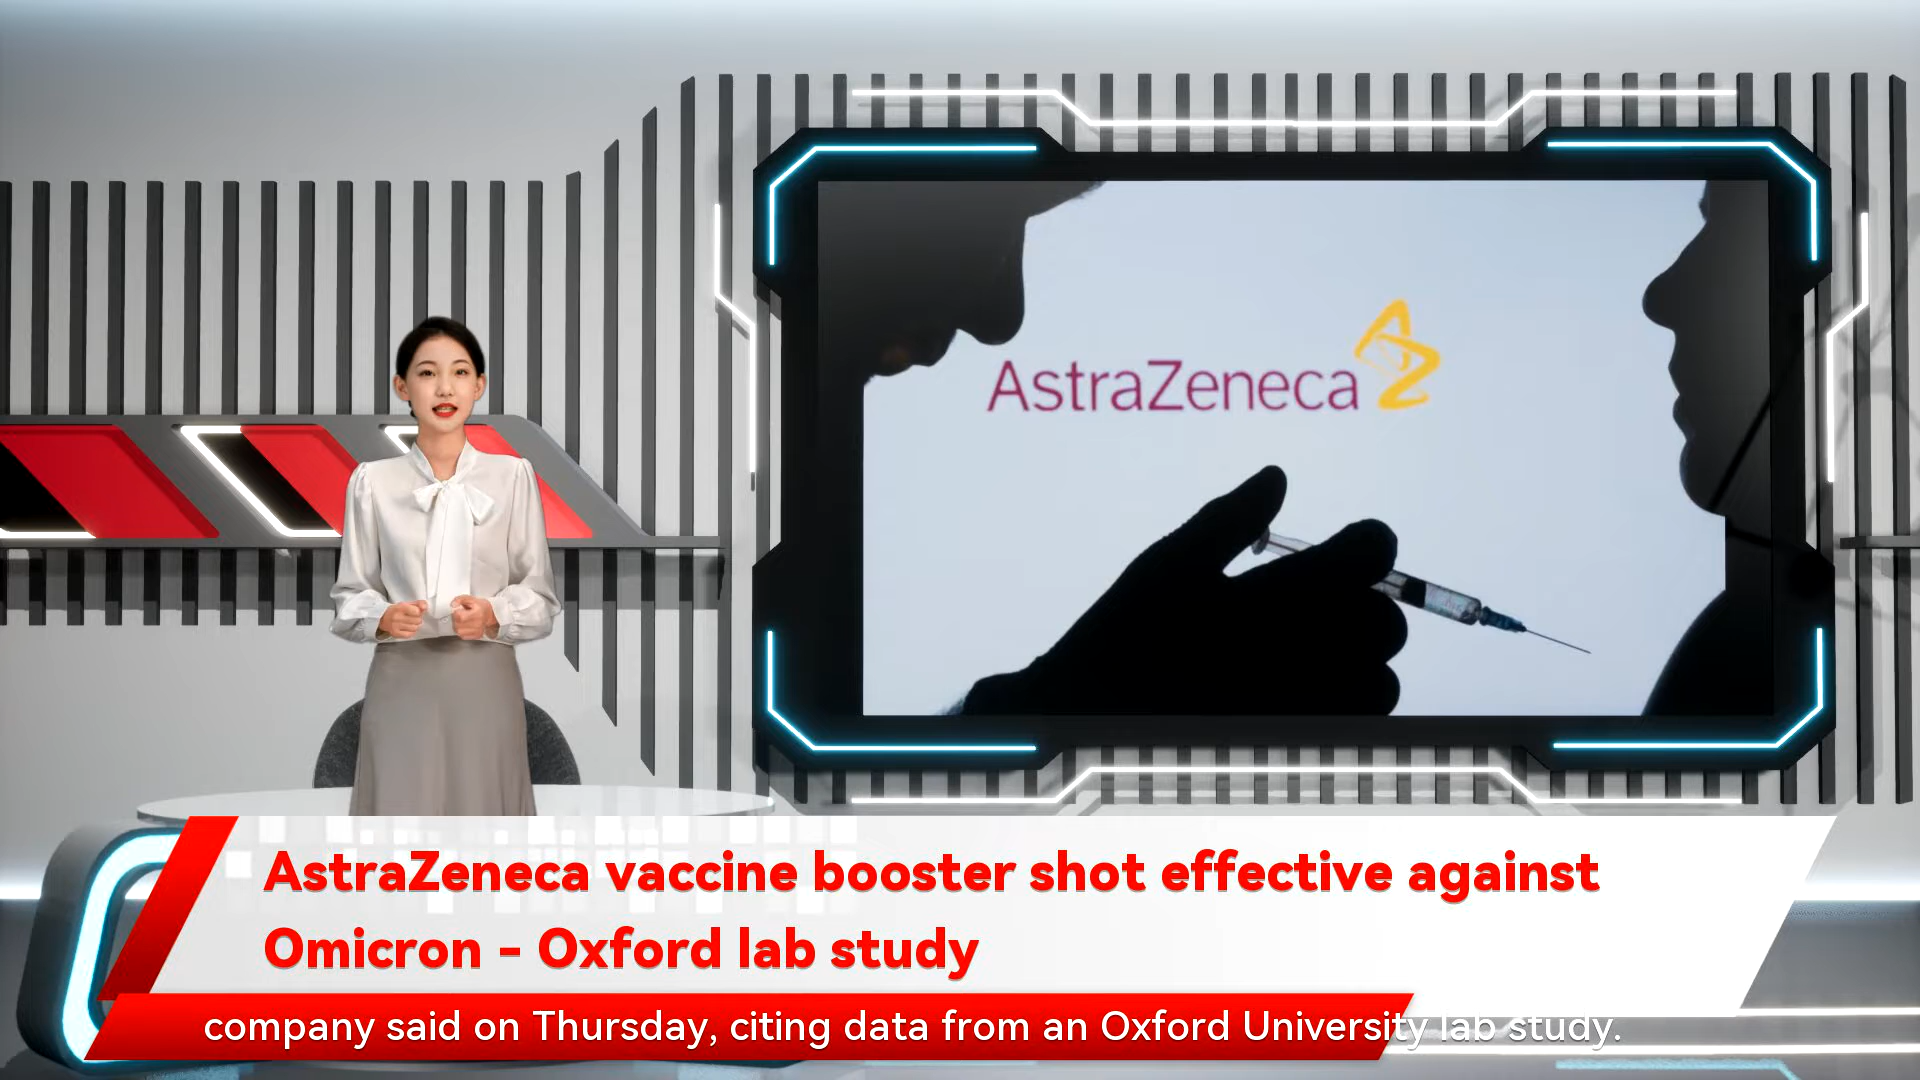 AstraZeneca
AstraZeneca vaccine booster shot effective against
Omicron - Oxford lab study
company said on Thursday, citing data from an Oxford University lab study.